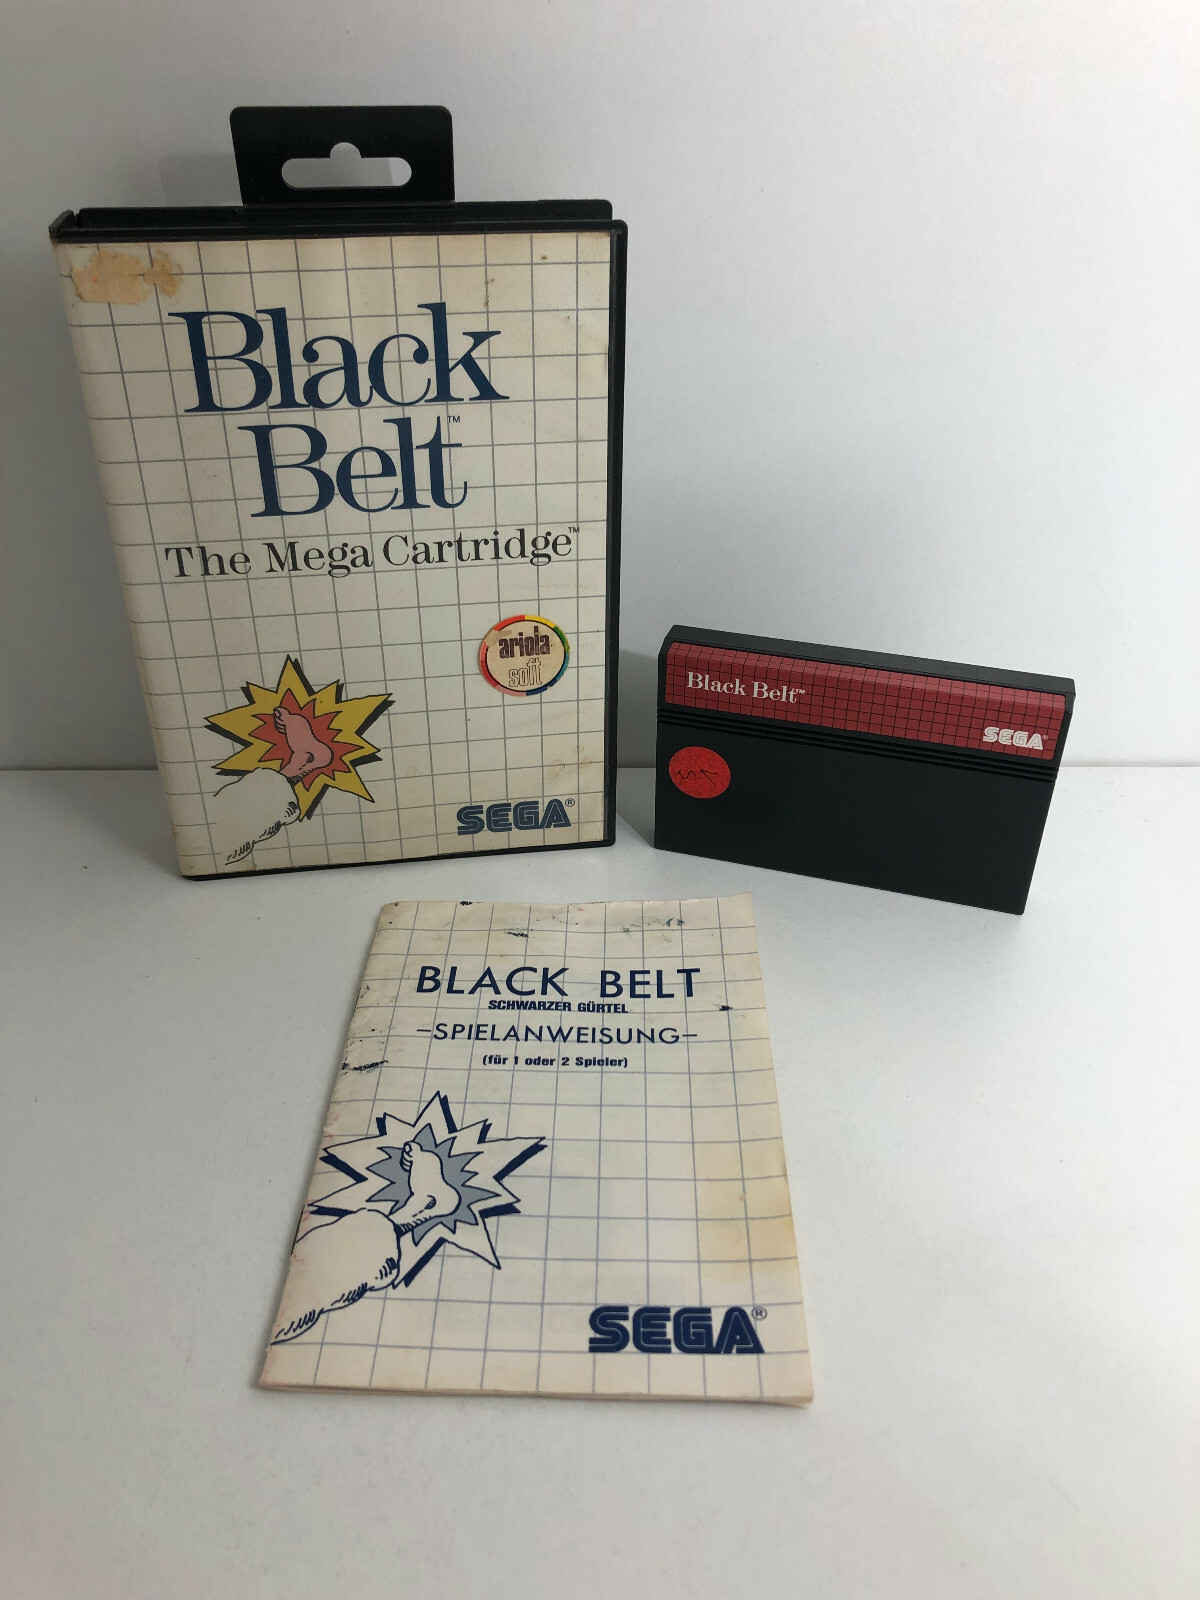 Black
Belt™
The Mega Cartridge™
ariola
soft
SEGA®
Black Belt™
SEGA®
BLACK BELT
SCHWARZER GÜRTEL
–SPIELANWEISUNG–
(für 1 oder 2 Spieler)
SEGA®